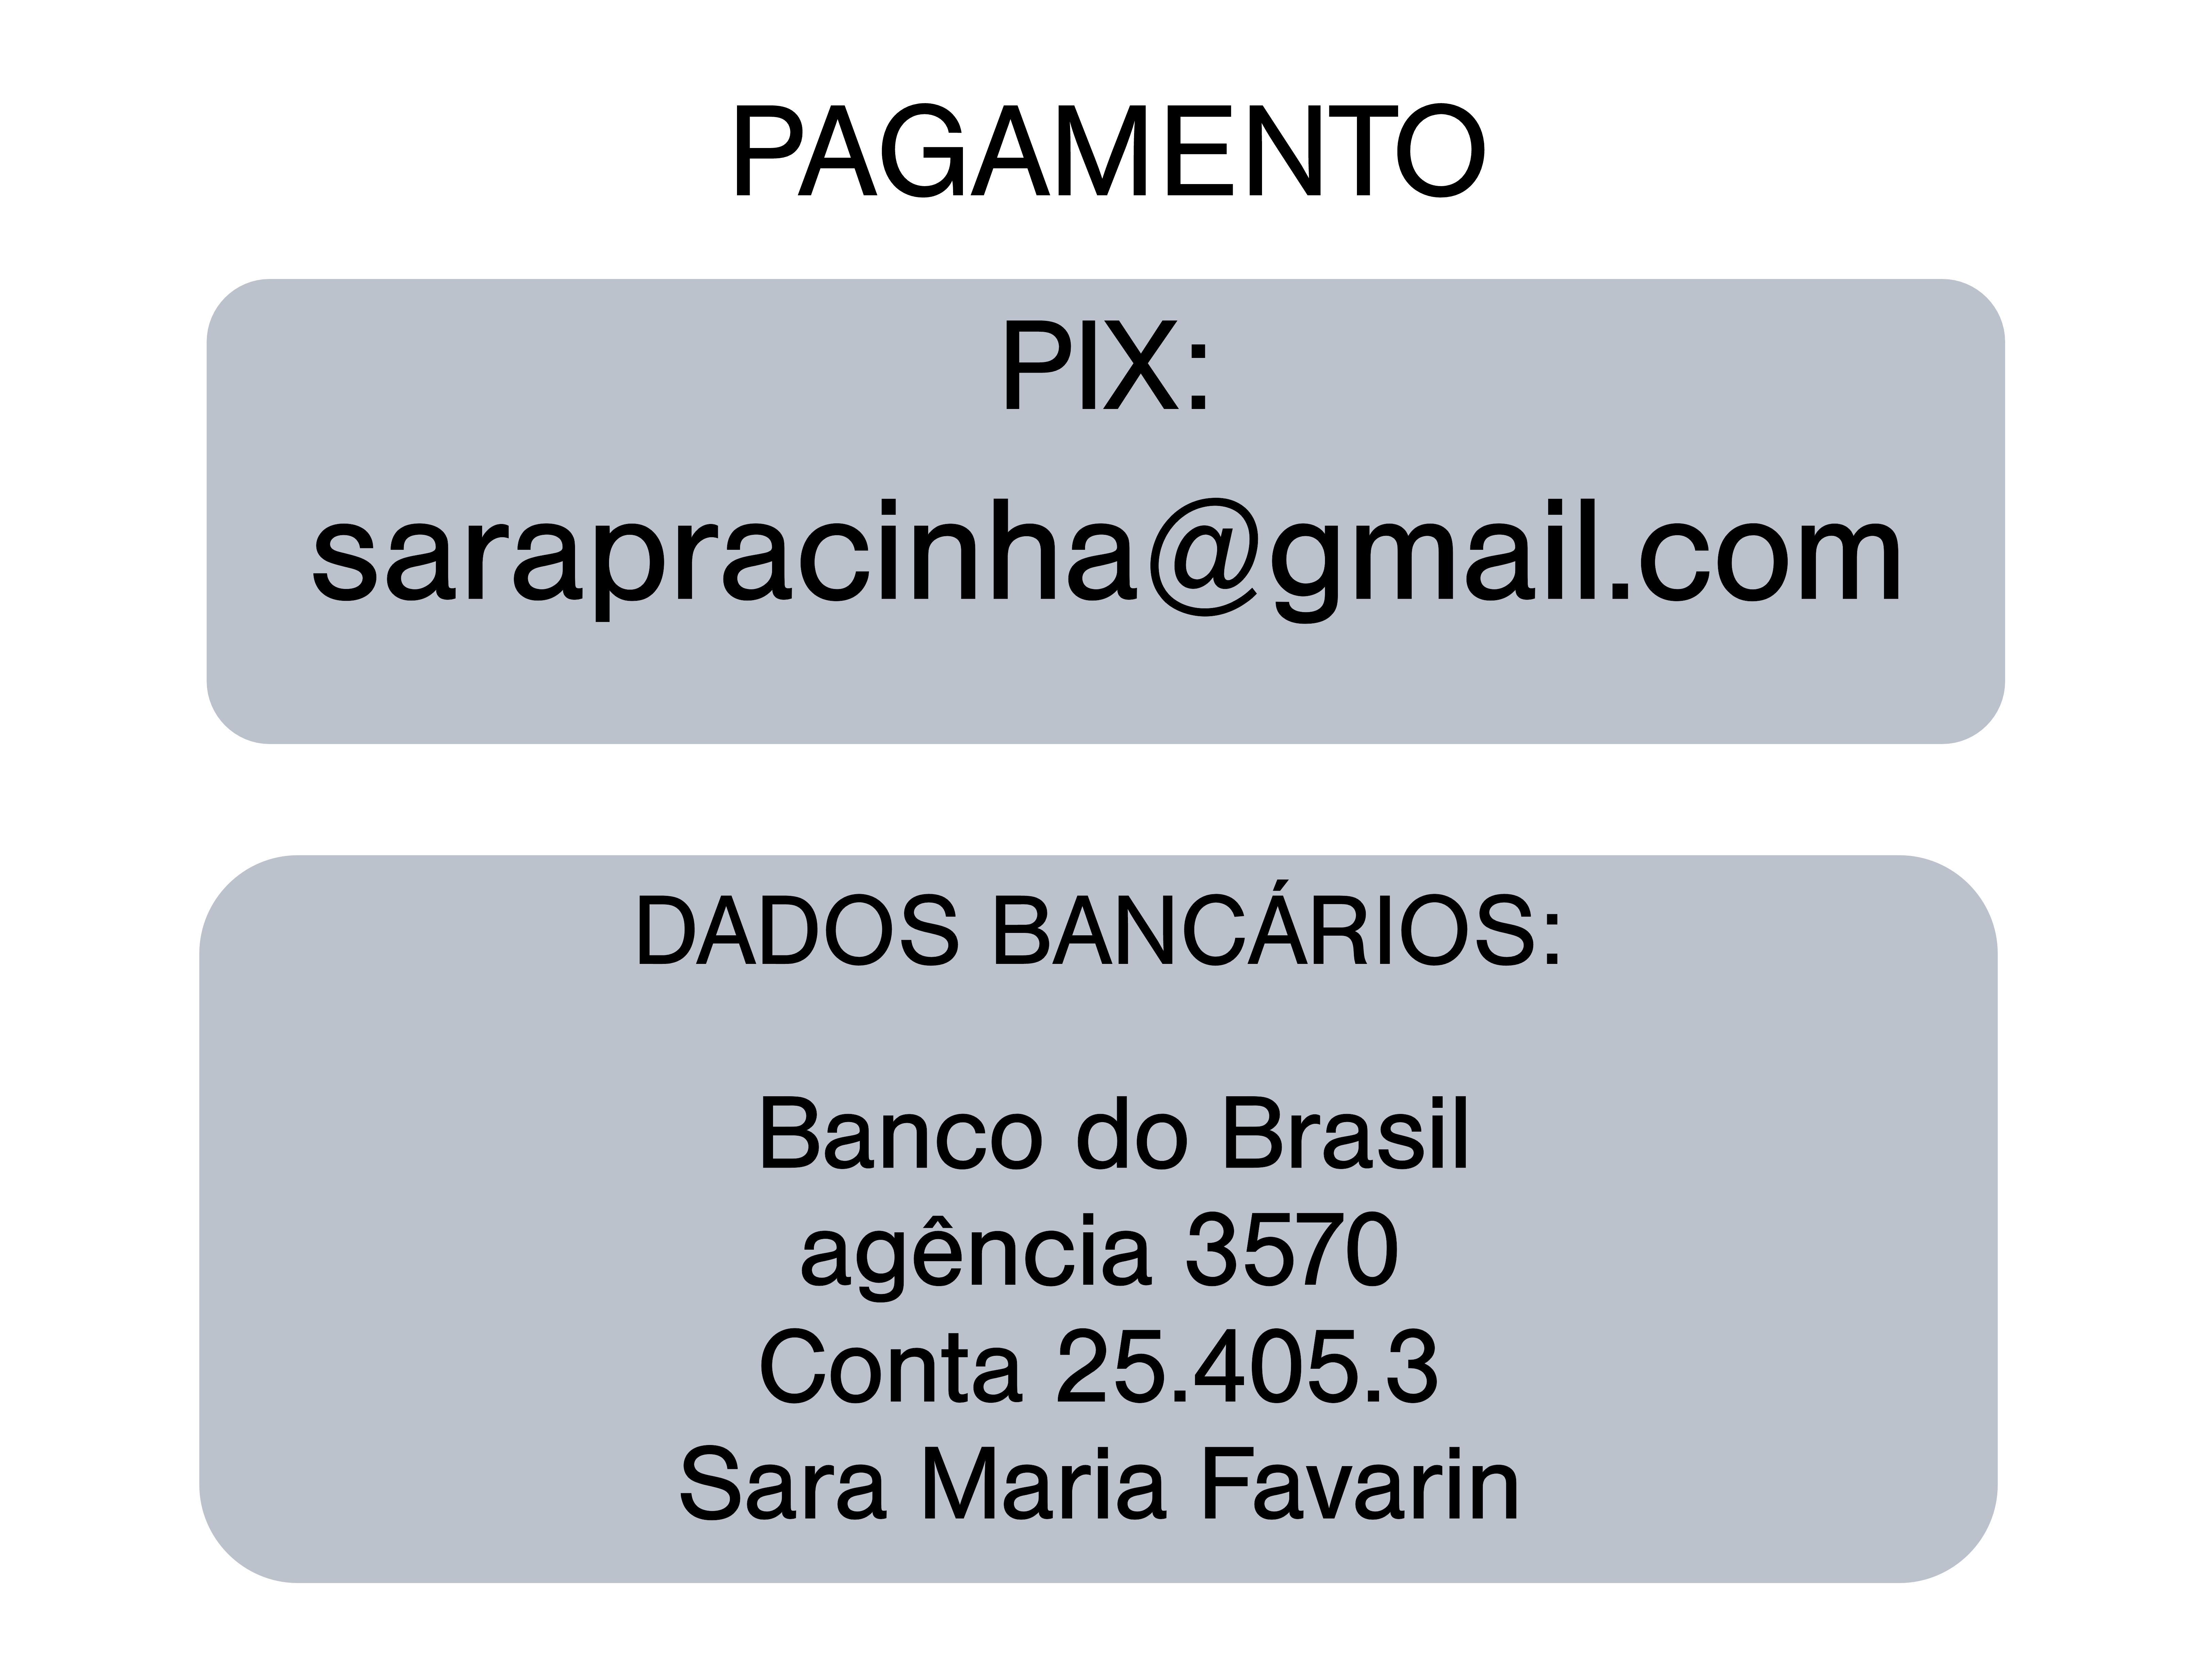 PAGAMENTO
PIX:
sarapracinha@gmail.com
DADOS BANCÁRIOS:
Banco do Brasil
agência 3570
Conta 25.405.3
Sara Maria Favarin